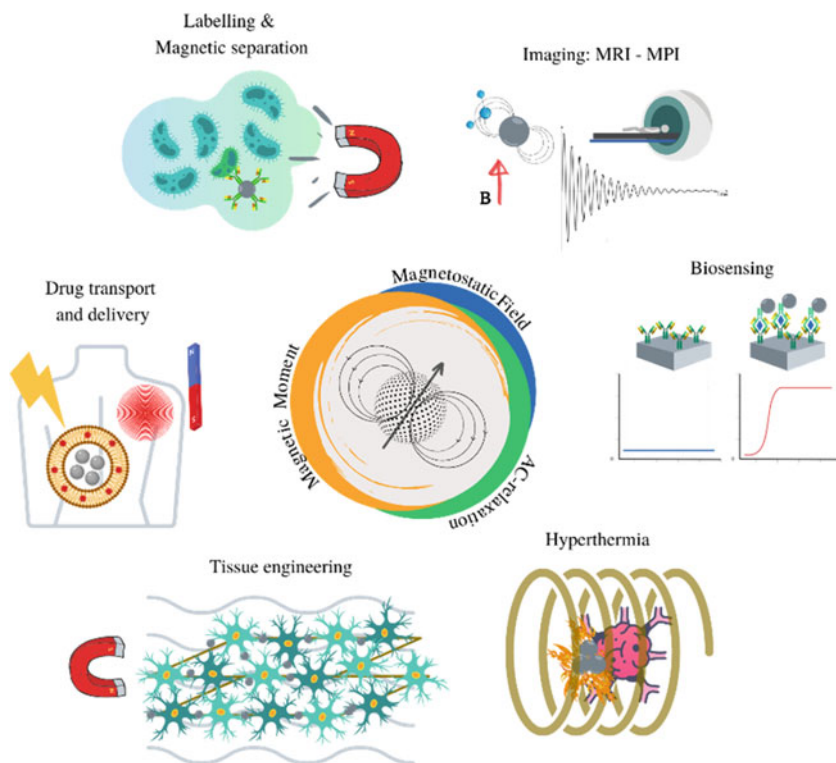 Labelling &
Magnetic separation
Imaging: MRI - MPI
B
Drug transport
and delivery
Magnetostatic Field
Magnetic Moment
AC-relaxation
Biosensing
Tissue engineering
Hyperthermia